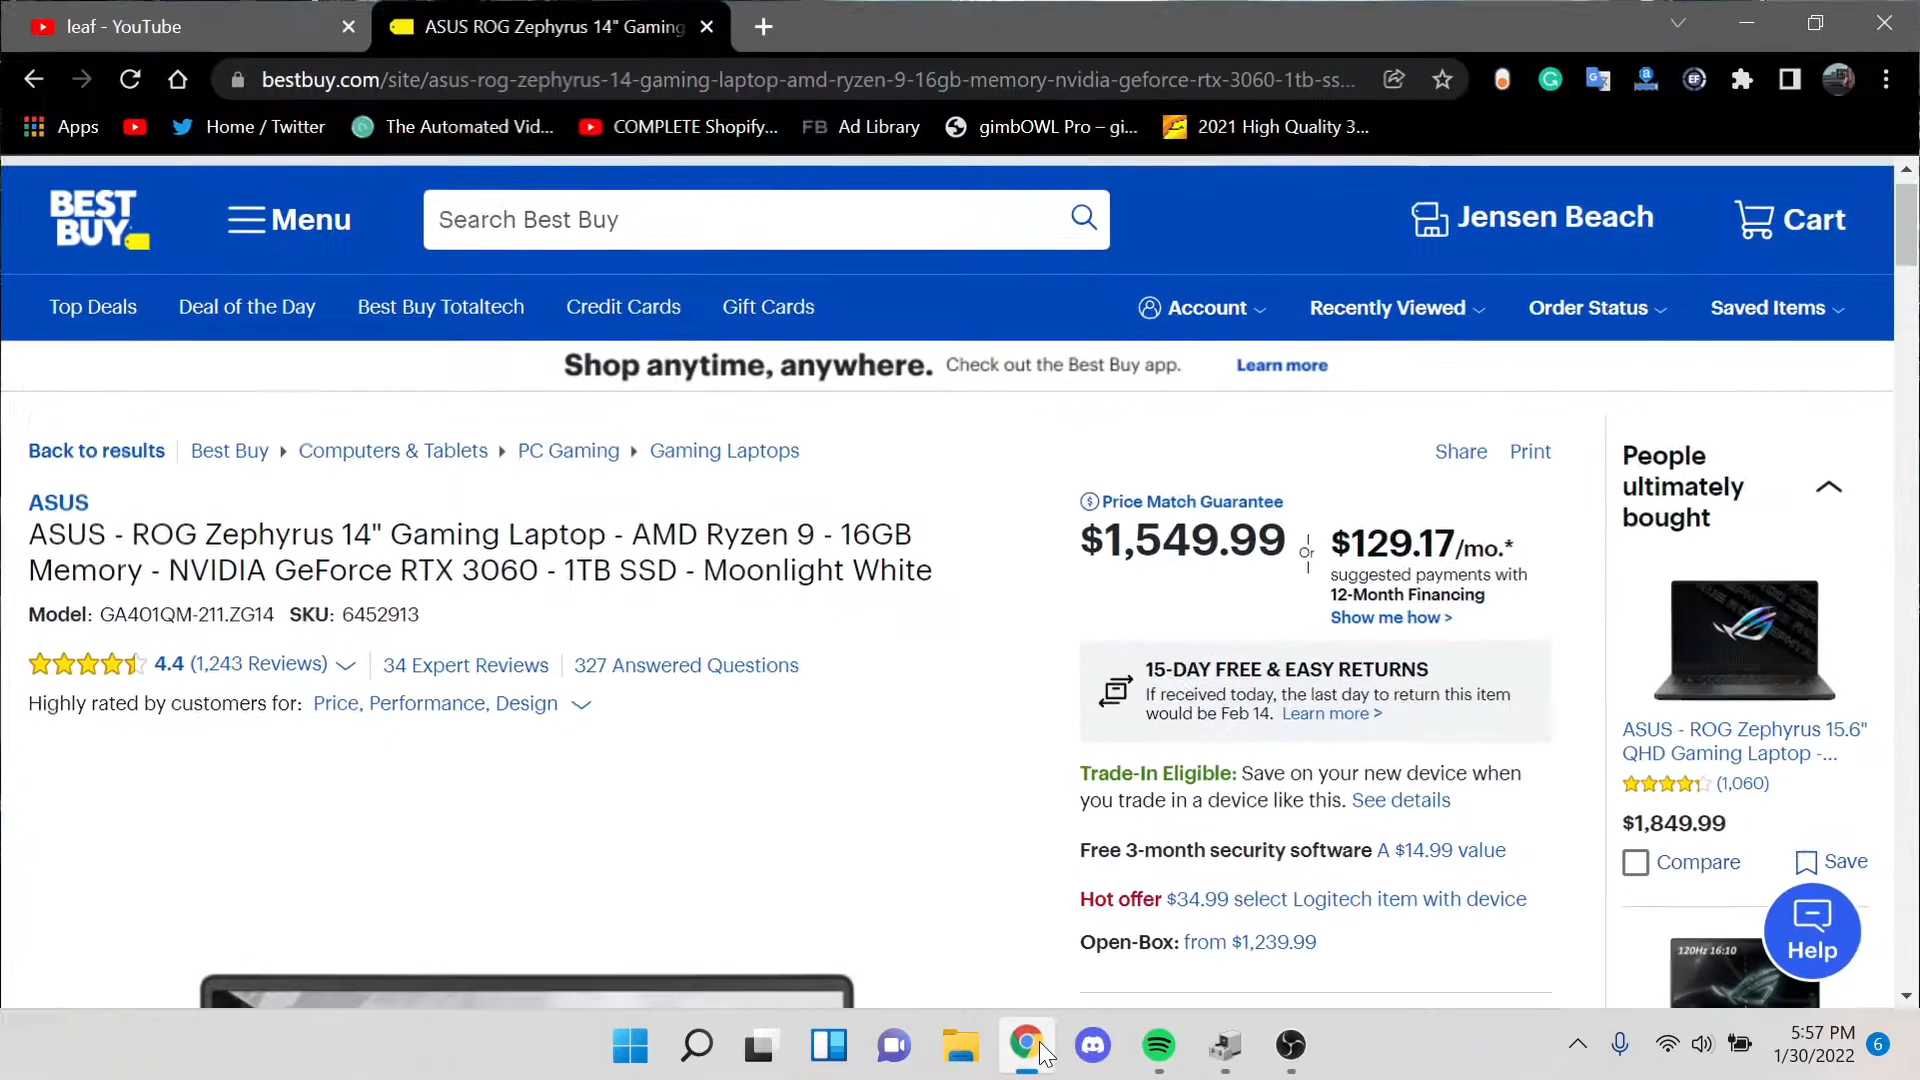 leaf - YouTube
ASUS ROG Zephyrus 14" Gaming
bestbuy.com/site/asus-rog-zephyrus-14-gaming-laptop-amd-ryzen-9-16gb-memory-nvidia-geforce-rtx-3060-1tb-ss...
Apps
Home / Twitter
The Automated Vid...
COMPLETE Shopify...
FB Ad Library
gimbOWL Pro – gi...
2021 High Quality 3...
BEST
BUY
Menu
Search Best Buy
Jensen Beach
Cart
Top Deals
Deal of the Day
Best Buy Totaltech
Credit Cards
Gift Cards
Account
Recently Viewed
Order Status
Saved Items
Shop anytime, anywhere. Check out the Best Buy app. Learn more
Back to results
Best Buy
Computers & Tablets
PC Gaming
Gaming Laptops
Share
Print
ASUS
ASUS - ROG Zephyrus 14" Gaming Laptop - AMD Ryzen 9 - 16GB
Memory - NVIDIA GeForce RTX 3060 - 1TB SSD - Moonlight White
Model: GA401QM-211.ZG14 SKU: 6452913
4.4 (1,243 Reviews)
34 Expert Reviews
327 Answered Questions
Highly rated by customers for: Price, Performance, Design
Price Match Guarantee
$1,549.99
Or
$129.17/mo.*
suggested payments with
12-Month Financing
Show me how >
15-DAY FREE & EASY RETURNS
If received today, the last day to return this item
would be Feb 14. Learn more >
Trade-In Eligible: Save on your new device when
you trade in a device like this. See details
Free 3-month security software A $14.99 value
Hot offer $34.99 select Logitech item with device
Open-Box: from $1,239.99
People
ultimately
bought
ASUS - ROG Zephyrus 15.6"
QHD Gaming Laptop -...
(1,060)
$1,849.99
Compare
Save
120Hz 16:10
Help
5:57 PM
1/30/2022
6